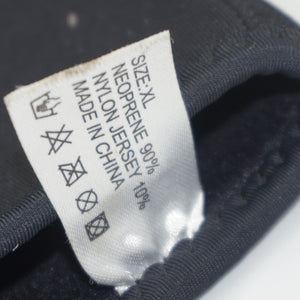 SIZE:XL
NEOPRENE 90%
NYLON JERSEY 10%
MADE IN CHINA